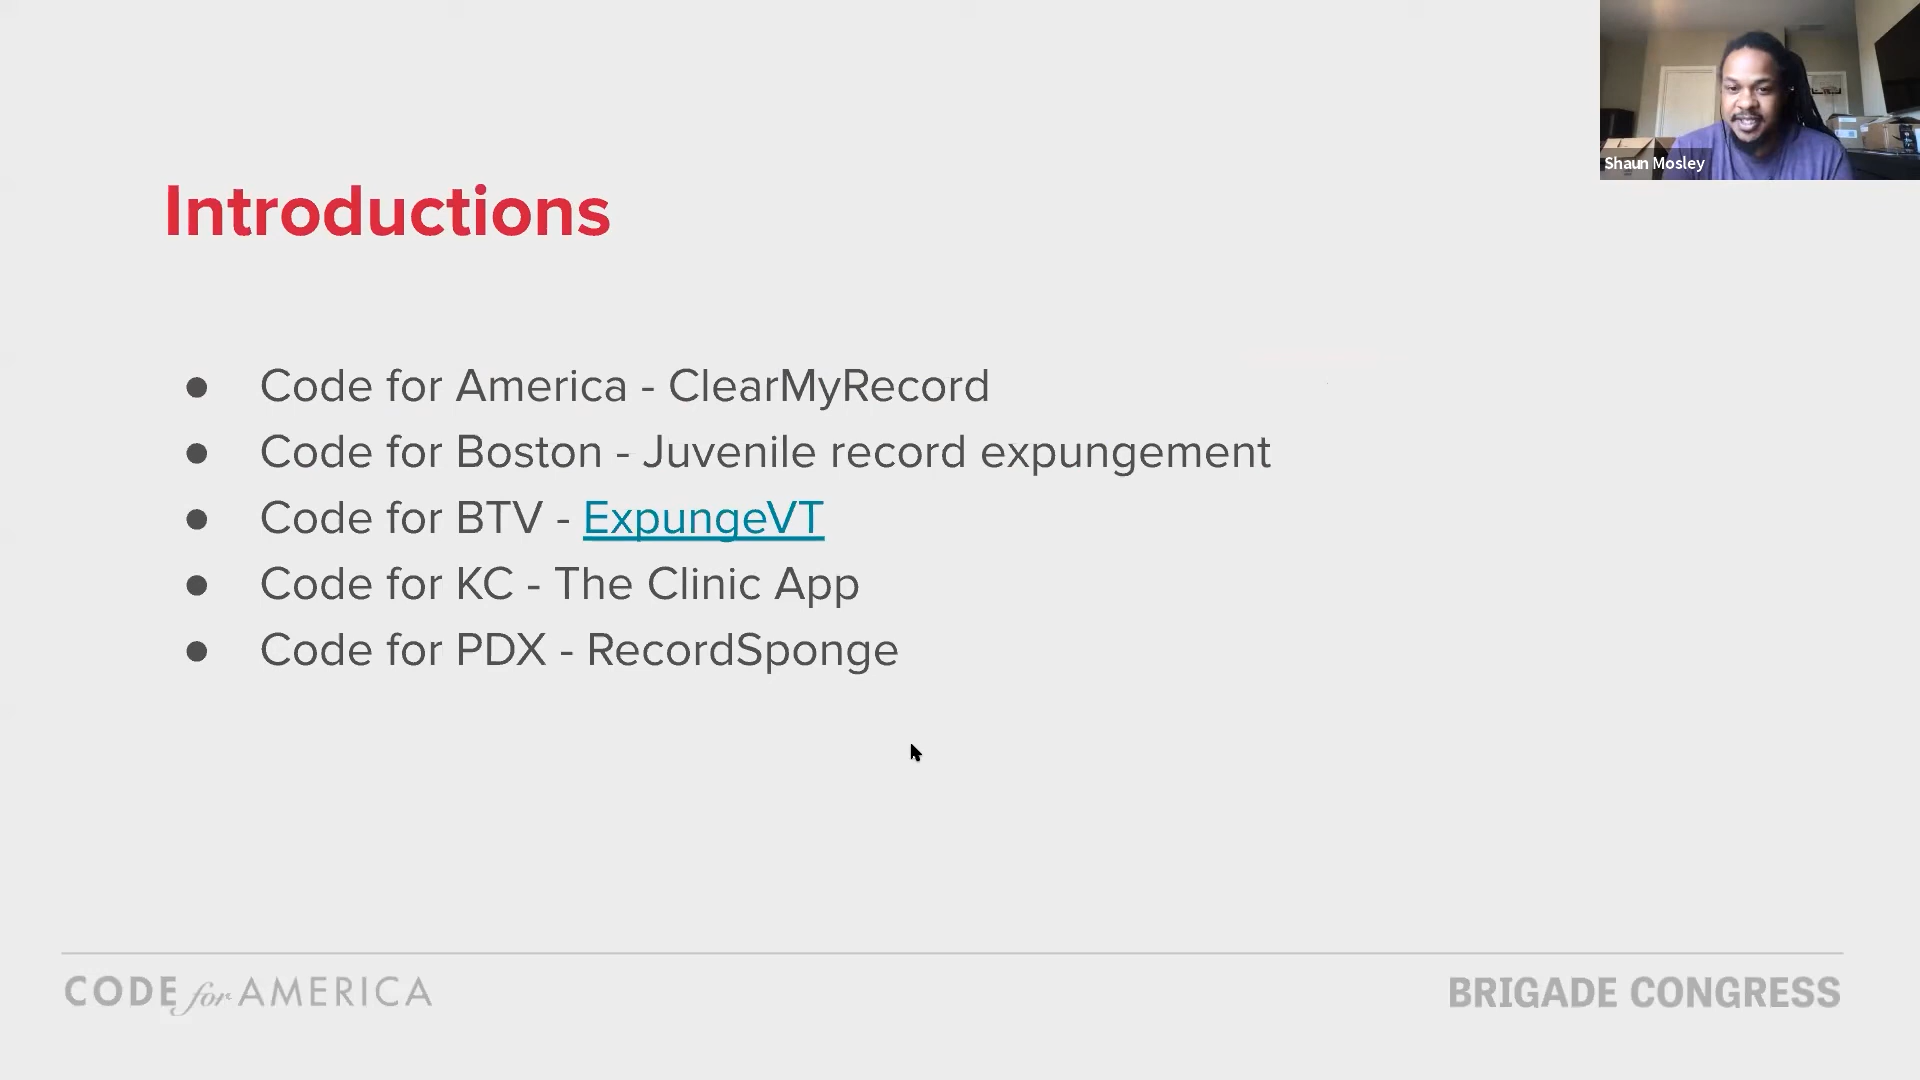 Shaun Mosley
Introductions
● Code for America - ClearMyRecord
● Code for Boston - Juvenile record expungement
● Code for BTV - ExpungeVT
● Code for KC - The Clinic App
● Code for PDX - RecordSponge
CODE for AMERICA
BRIGADE CONGRESS